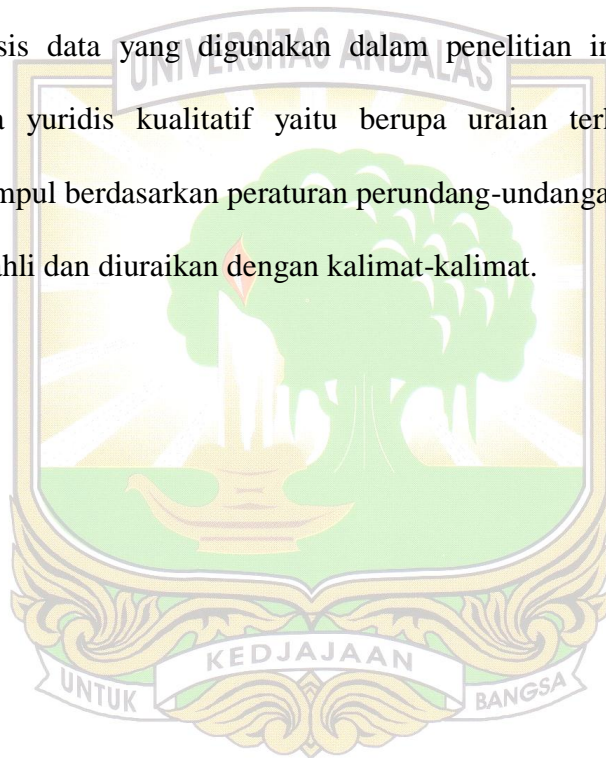 sis data yang digunakan dalam penelitian in
UNIVERSITAS ANDALAS
a yuridis kualitatif yaitu berupa uraian ter
mpul berdasarkan peraturan perundang-undanga
ahli dan diuraikan dengan kalimat-kalimat.
KEDJAJAAN
UNTUK
BANGSA